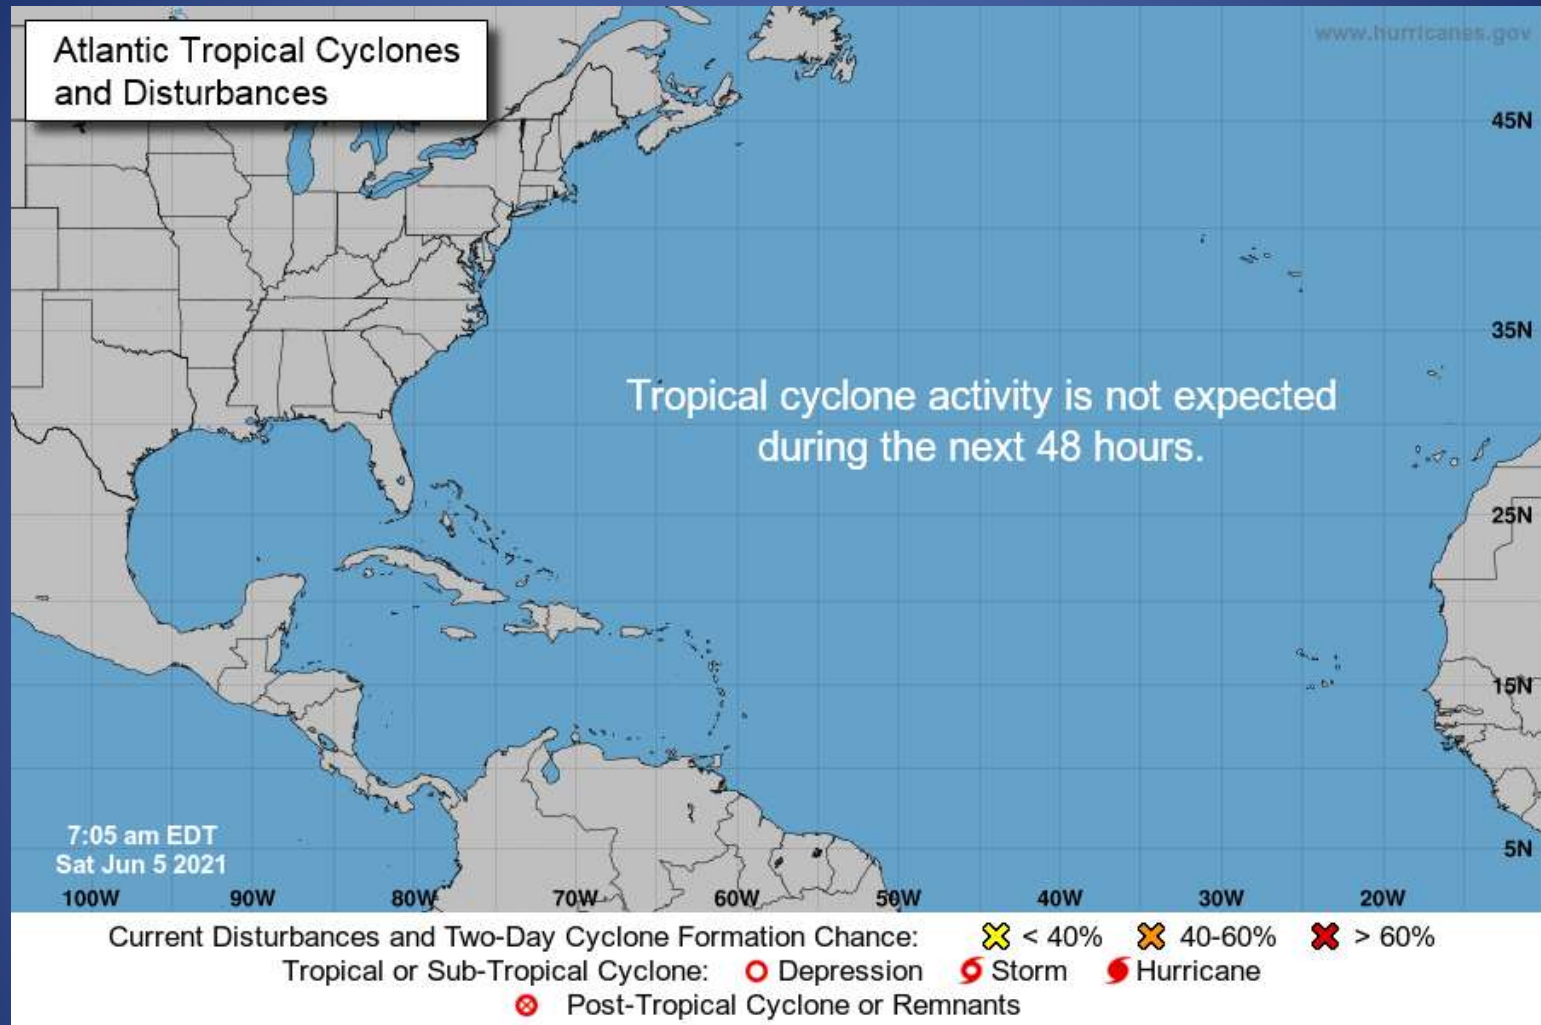 Atlantic Tropical Cyclones
and Disturbances
www.hurricanes.gov
45N
35N
Tropical cyclone activity is not expected
during the next 48 hours.
25N
15N
7:05 am EDT
Sat Jun 5 2021
5N
100W 90W 80W 70W 60W 50W 40W 30W 20W
Current Disturbances and Two-Day Cyclone Formation Chance: < 40% 40-60% > 60%
Tropical or Sub-Tropical Cyclone: Depression Storm Hurricane
Post-Tropical Cyclone or Remnants